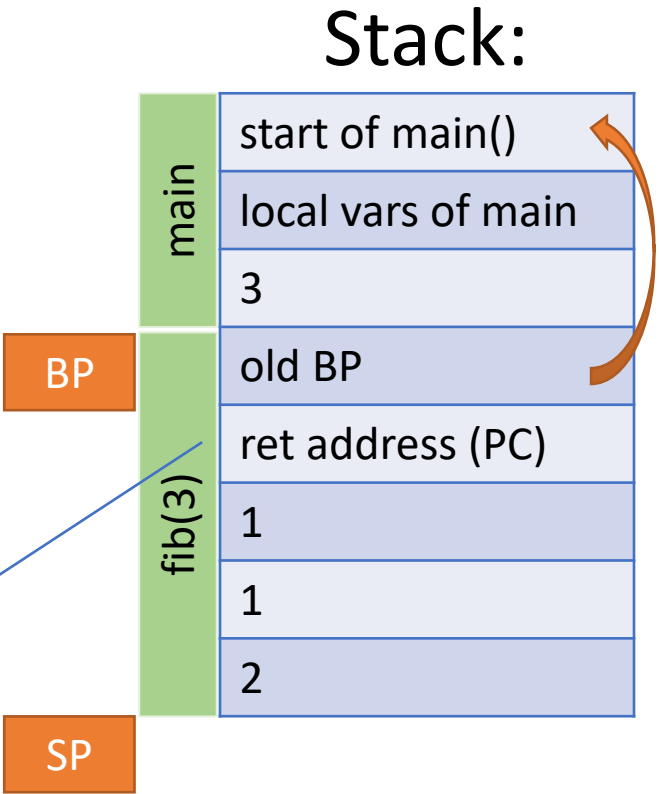 Stack:
main
start of main()
local vars of main
3
BP
fib(3)
old BP
ret address (PC)
1
1
2
SP